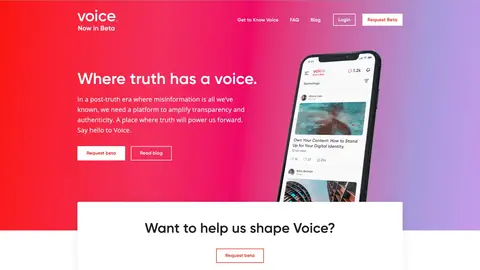 voice.
Now in Beta
Get to Know Voice
FAQ
Blog
Login
Request Beta
Where truth has a voice.
In a post-truth era where misinformation is all we've
known, we need a platform to amplify transparency and
authenticity. A place where truth will power us forward.
Say hello to Voice.
Request beta
Read blog
voice
1.2k
Own Your Content: How to Stand
Up for Your Digital Identity
Want to help us shape Voice?
Request beta